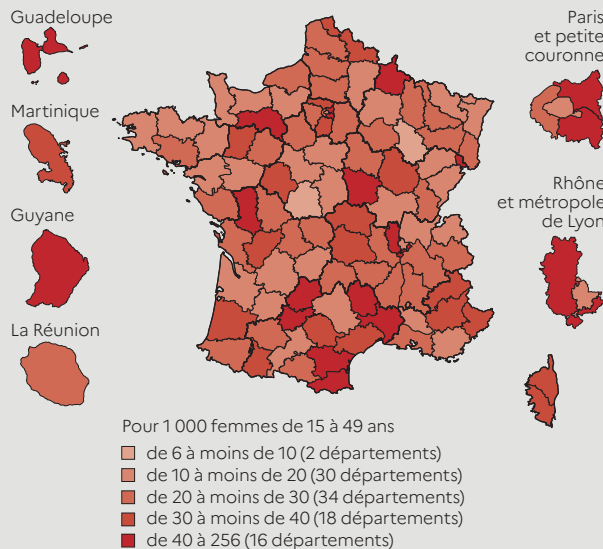 Guadeloupe
Martinique
Guyane
La Réunion
Paris
et petite
couronne
Rhône
et métropole
de Lyon
Pour 1 000 femmes de 15 à 49 ans
de 6 à moins de 10 (2 départements)
de 10 à moins de 20 (30 départements)
de 20 à moins de 30 (34 départements)
de 30 à moins de 40 (18 départements)
de 40 à 256 (16 départements)